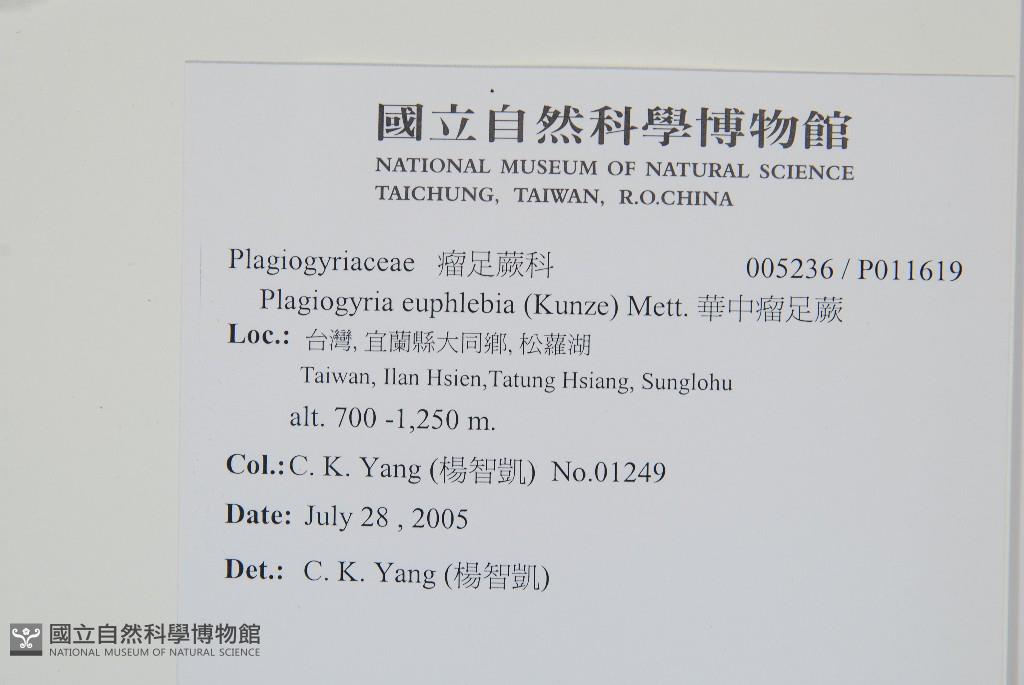 國立自然科學博物館
NATIONAL MUSEUM OF NATURAL SCIENCE
TAICHUNG, TAIWAN, R.O.CHINA
Plagiogyriaceae 瘤足蕨科 005236 / P011619
Plagiogyria euphlebia (Kunze) Mett. 華中瘤足蕨
Loc.: 台灣, 宜蘭縣大同鄉, 松蘿湖
Taiwan, Ilan Hsien,Tatung Hsiang, Sunglohu
alt. 700 -1,250 m.
Col.: C. K. Yang (楊智凱) No.01249
Date: July 28 , 2005
Det.: C. K. Yang (楊智凱)
國立自然科學博物館
NATIONAL MUSEUM OF NATURAL SCIENCE